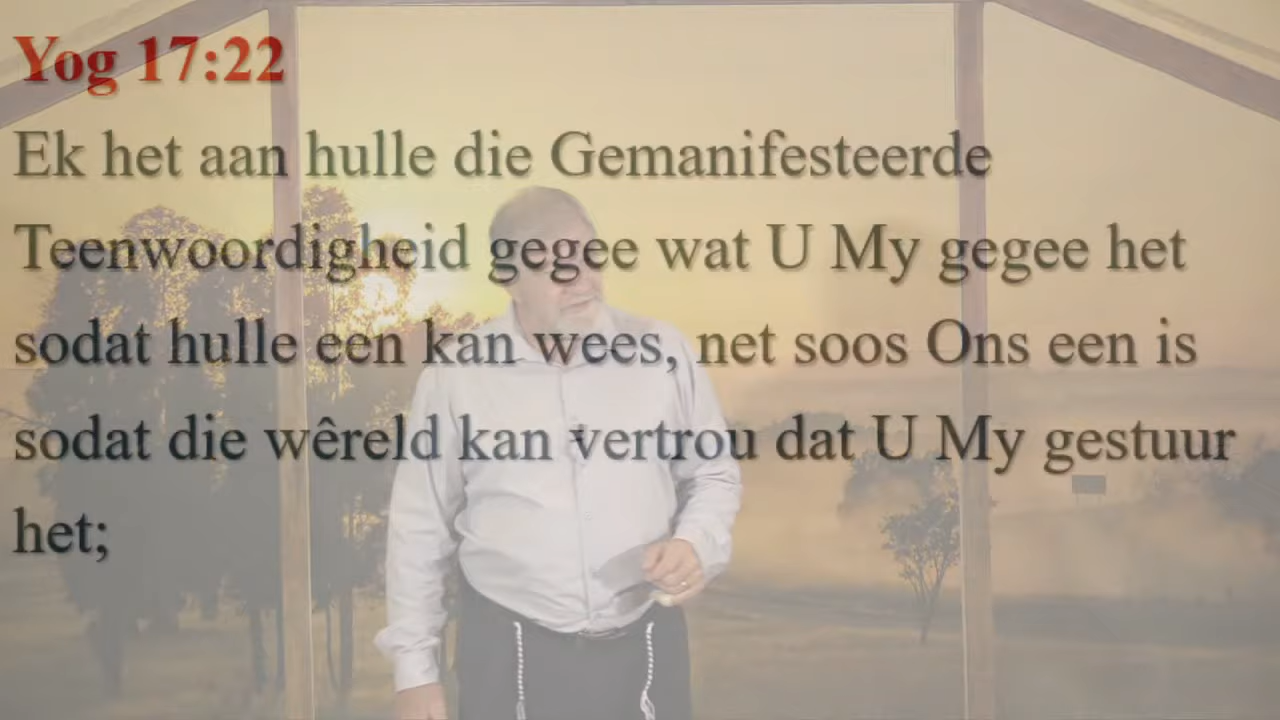 Yog 17:22
Ek het aan hulle die Gemanifesteerde
Teenwoordigheid gegee wat U My gegee het
sodat hulle een kan wees, net soos Ons een is
sodat die wêreld kan vertrou dat U My gestuur
het;